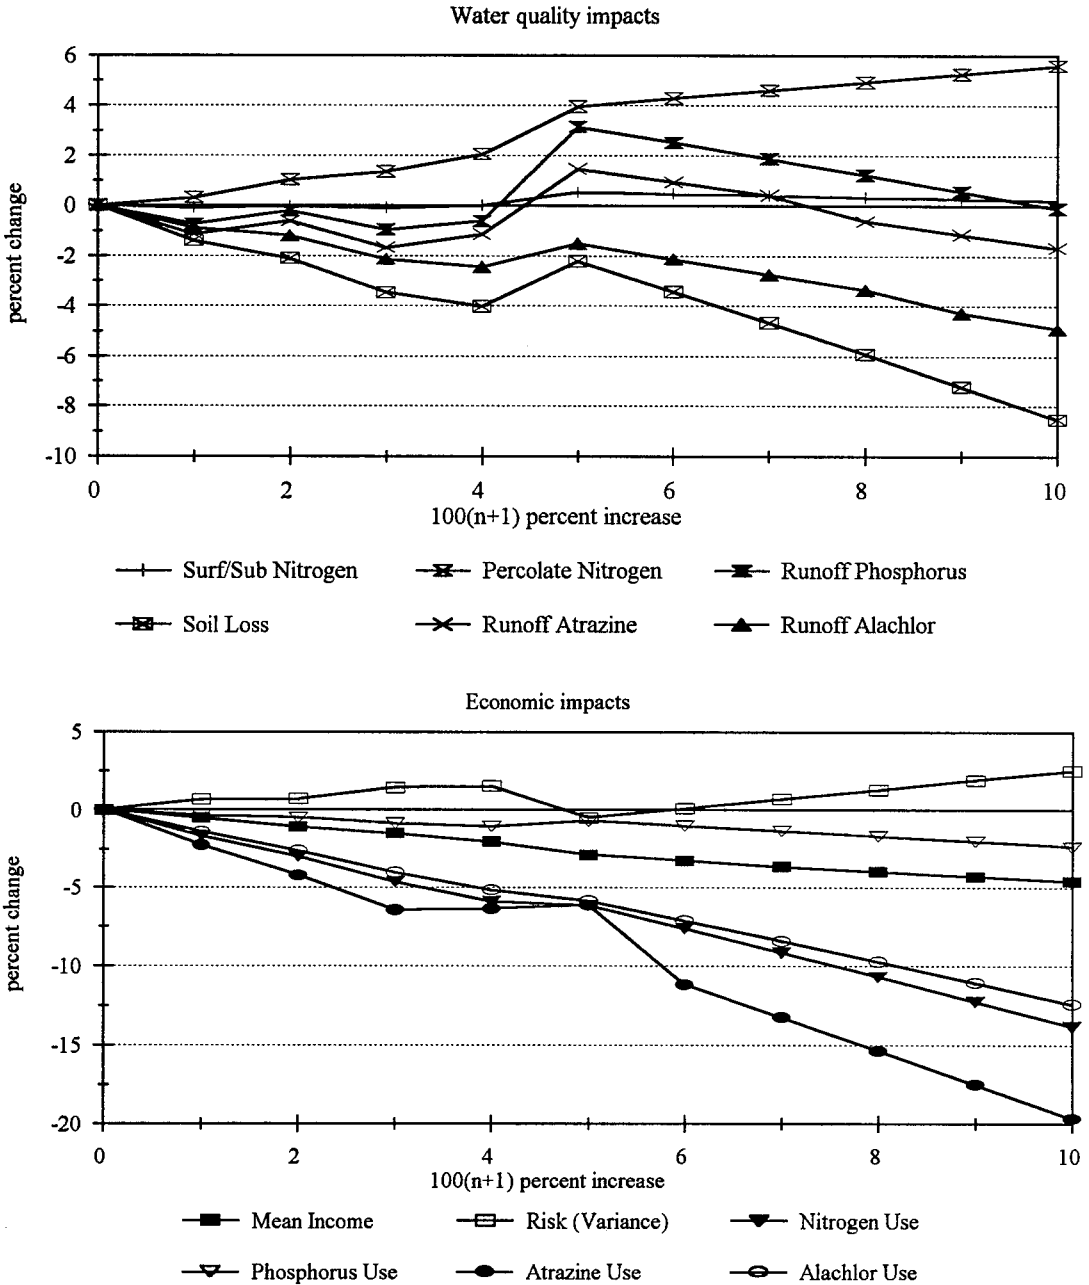 Water quality impacts
6
4
2
0
-2
-4
-6
-8
-10
percent change
0 2 4 6 8 10
100(n+1) percent increase
Surf/Sub Nitrogen Percolate Nitrogen Runoff Phosphorus
Soil Loss Runoff Atrazine Runoff Alachlor
Economic impacts
5
0
-5
-10
-15
-20
percent change
0 2 4 6 8 10
100(n+1) percent increase
Mean Income Risk (Variance) Nitrogen Use
Phosphorus Use Atrazine Use Alachlor Use